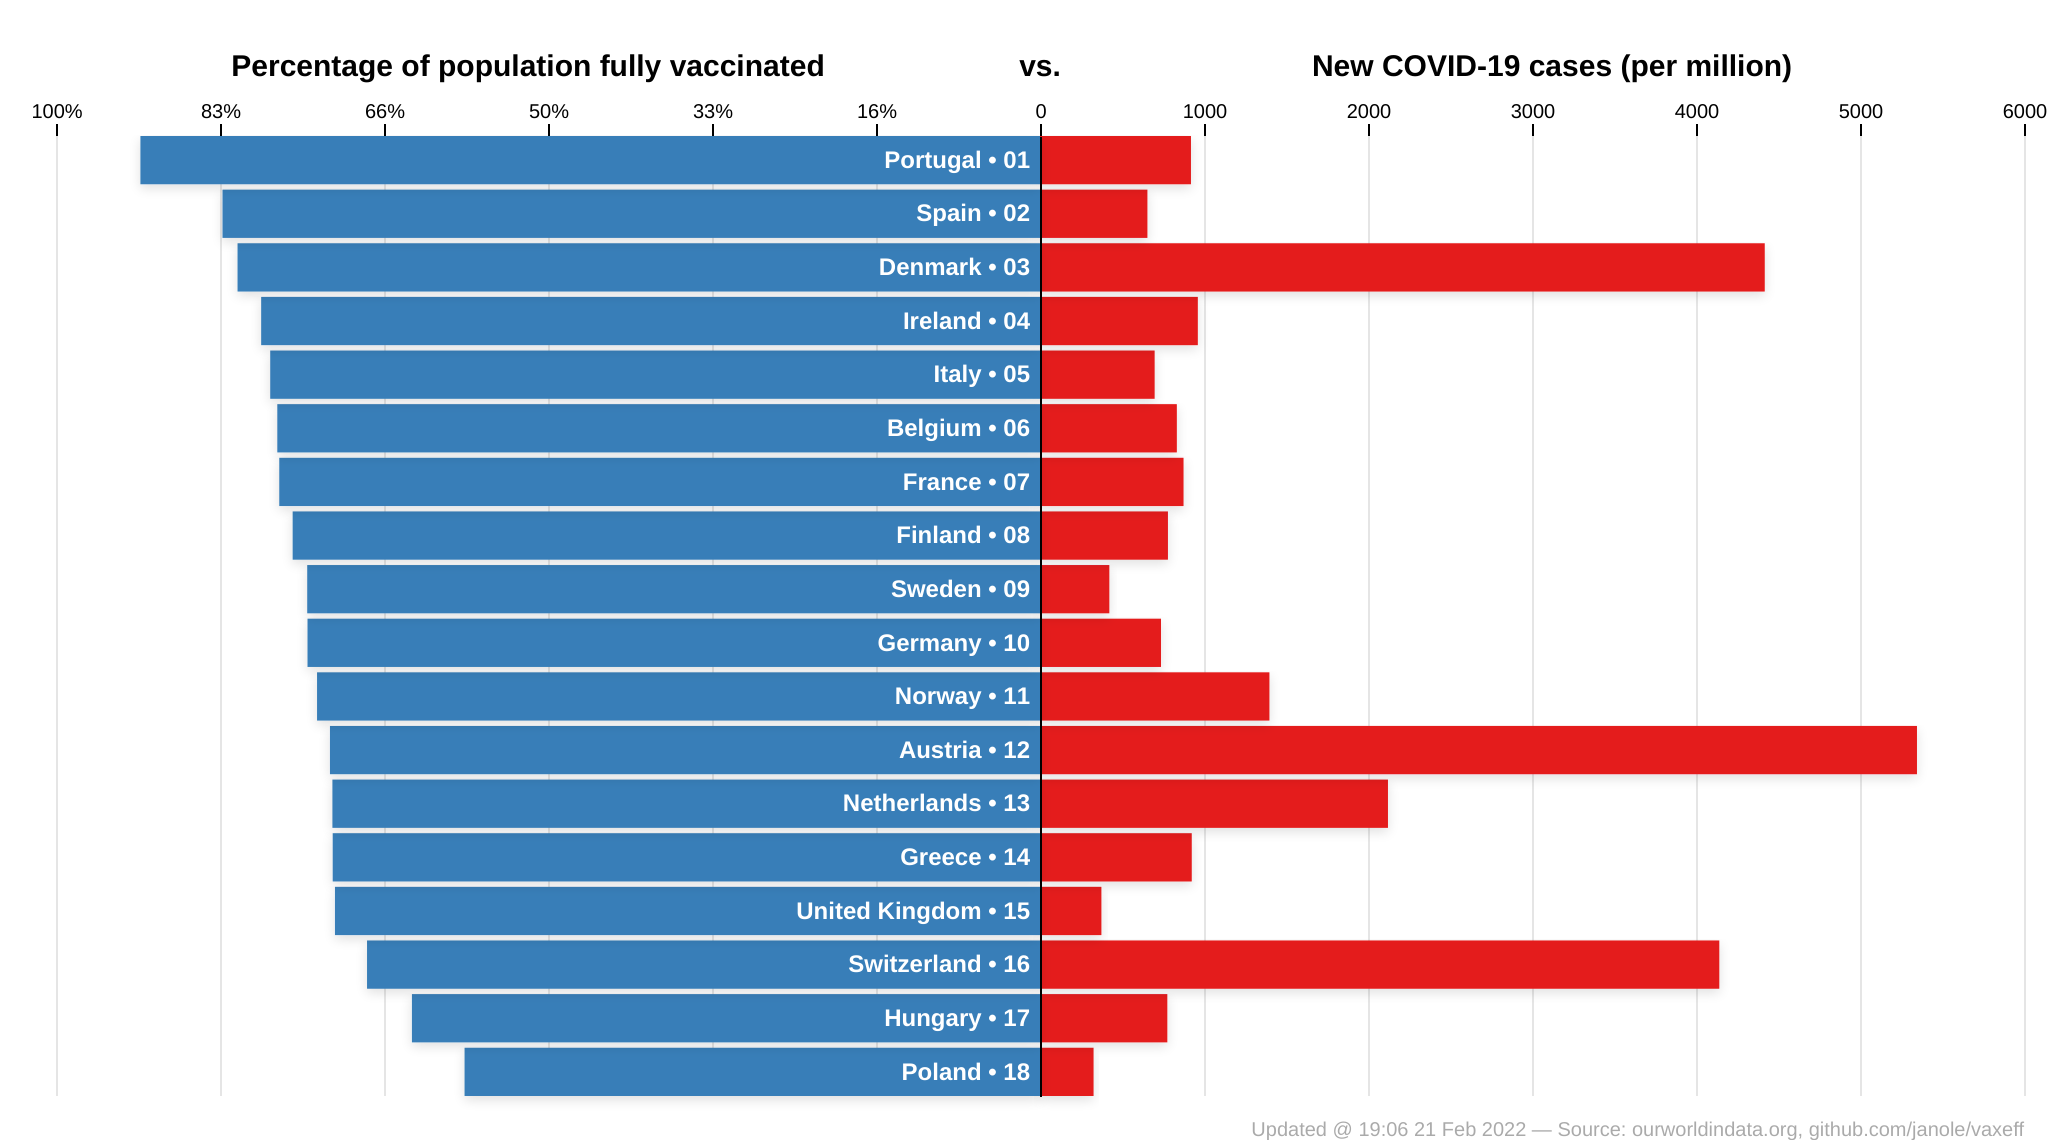 Percentage of population fully vaccinated vs. New COVID-19 cases (per million)
100% 83% 66% 50% 33% 16% 0 1000 2000 3000 4000 5000 6000
Portugal • 01
Spain • 02
Denmark • 03
Ireland • 04
Italy • 05
Belgium • 06
France • 07
Finland • 08
Sweden • 09
Germany • 10
Norway • 11
Austria • 12
Netherlands • 13
Greece • 14
United Kingdom • 15
Switzerland • 16
Hungary • 17
Poland • 18
Updated @ 19:06 21 Feb 2022 — Source: ourworldindata.org, github.com/janole/vaxeff